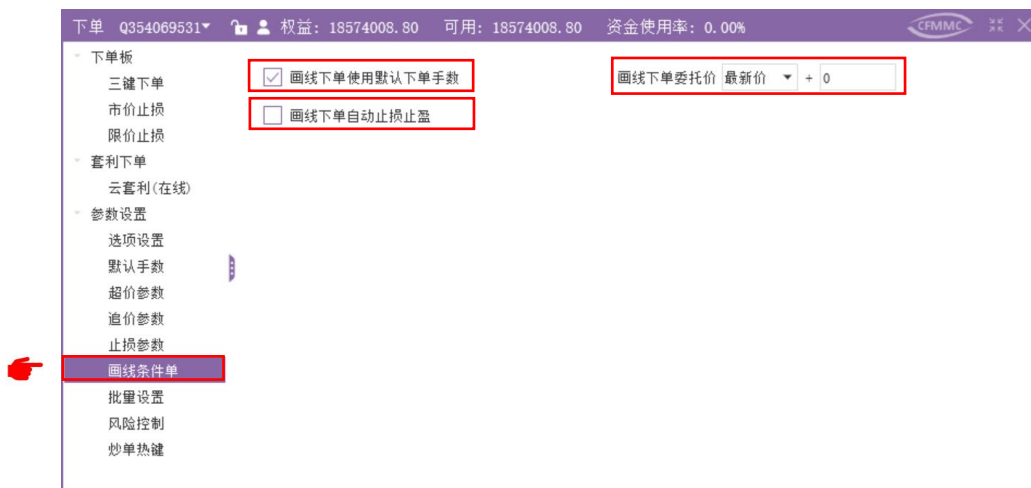 下单 Q354069531 权益: 18574008.80 可用: 18574008.80 资金使用率: 0.00% CFMMC
下单板
三键下单
市价止损
限价止损
套利下单
云套利(在线)
参数设置
选项设置
默认手数
超价参数
追价参数
止损参数
画线条件单
批量设置
风险控制
炒单热键
画线下单使用默认下单手数
画线下单委托价 最新价 + 0
画线下单自动止损止盈